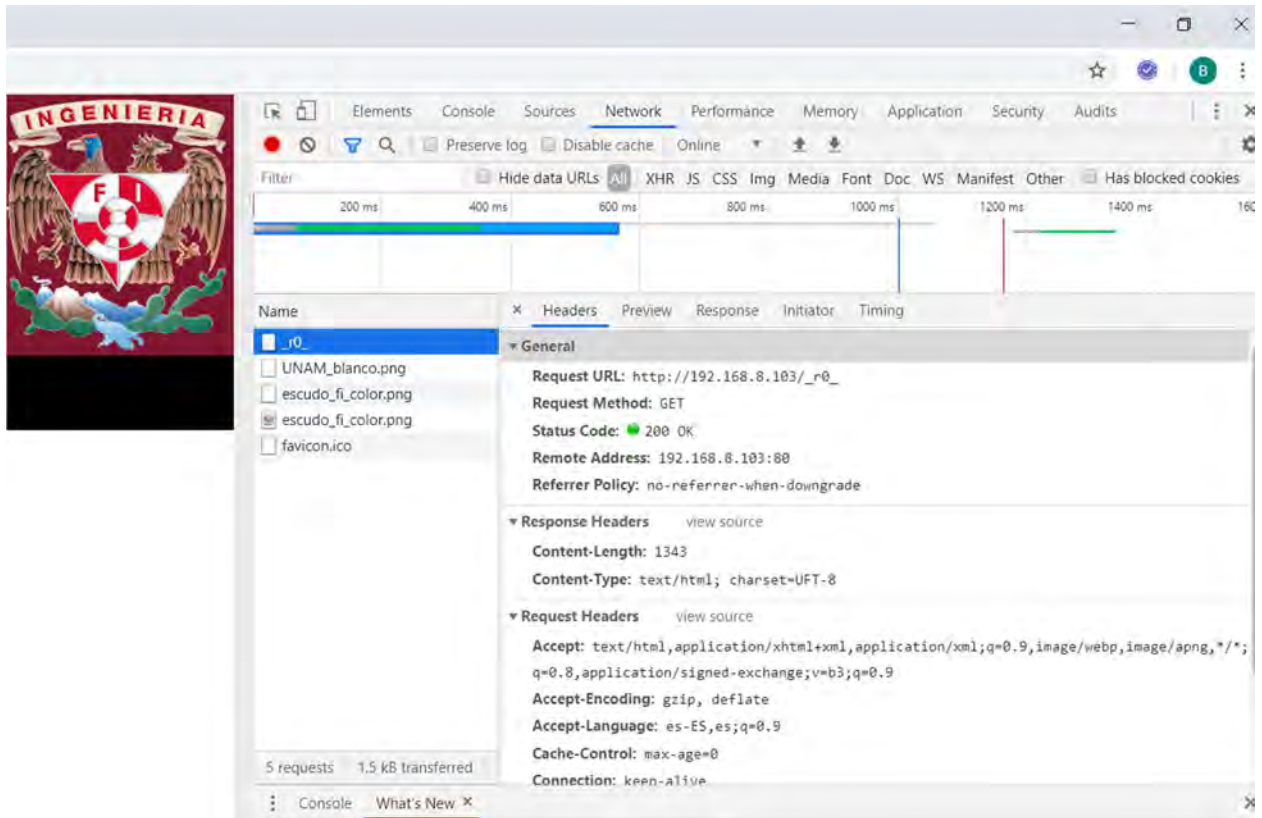 B
INGENIERIA
F I
Elements Console Sources Network Performance Memory Application Security Audits
Preserve log Disable cache Online
Filter Hide data URLs All XHR JS CSS Img Media Font Doc WS Manifest Other Has blocked cookies
200 ms 400 ms 600 ms 800 ms 1000 ms 1200 ms 1400 ms 160
Name
× Headers Preview Response Initiator Timing
_r0_
UNAM_blanco.png
escudo_fi_color.png
escudo_fi_color.png
favicon.ico
General
Request URL: http://192.168.8.103/_r0_
Request Method: GET
Status Code: 200 OK
Remote Address: 192.168.8.103:80
Referrer Policy: no-referrer-when-downgrade
Response Headers view source
Content-Length: 1343
Content-Type: text/html; charset=UFT-8
Request Headers view source
Accept: text/html,application/xhtml+xml,application/xml;q=0.9,image/webp,image/apng,*/*;
q=0.8,application/signed-exchange;v=b3;q=0.9
Accept-Encoding: gzip, deflate
Accept-Language: es-ES,es;q=0.9
Cache-Control: max-age=0
Connection: keep-alive
5 requests 1.5 kB transferred
Console What's New ×